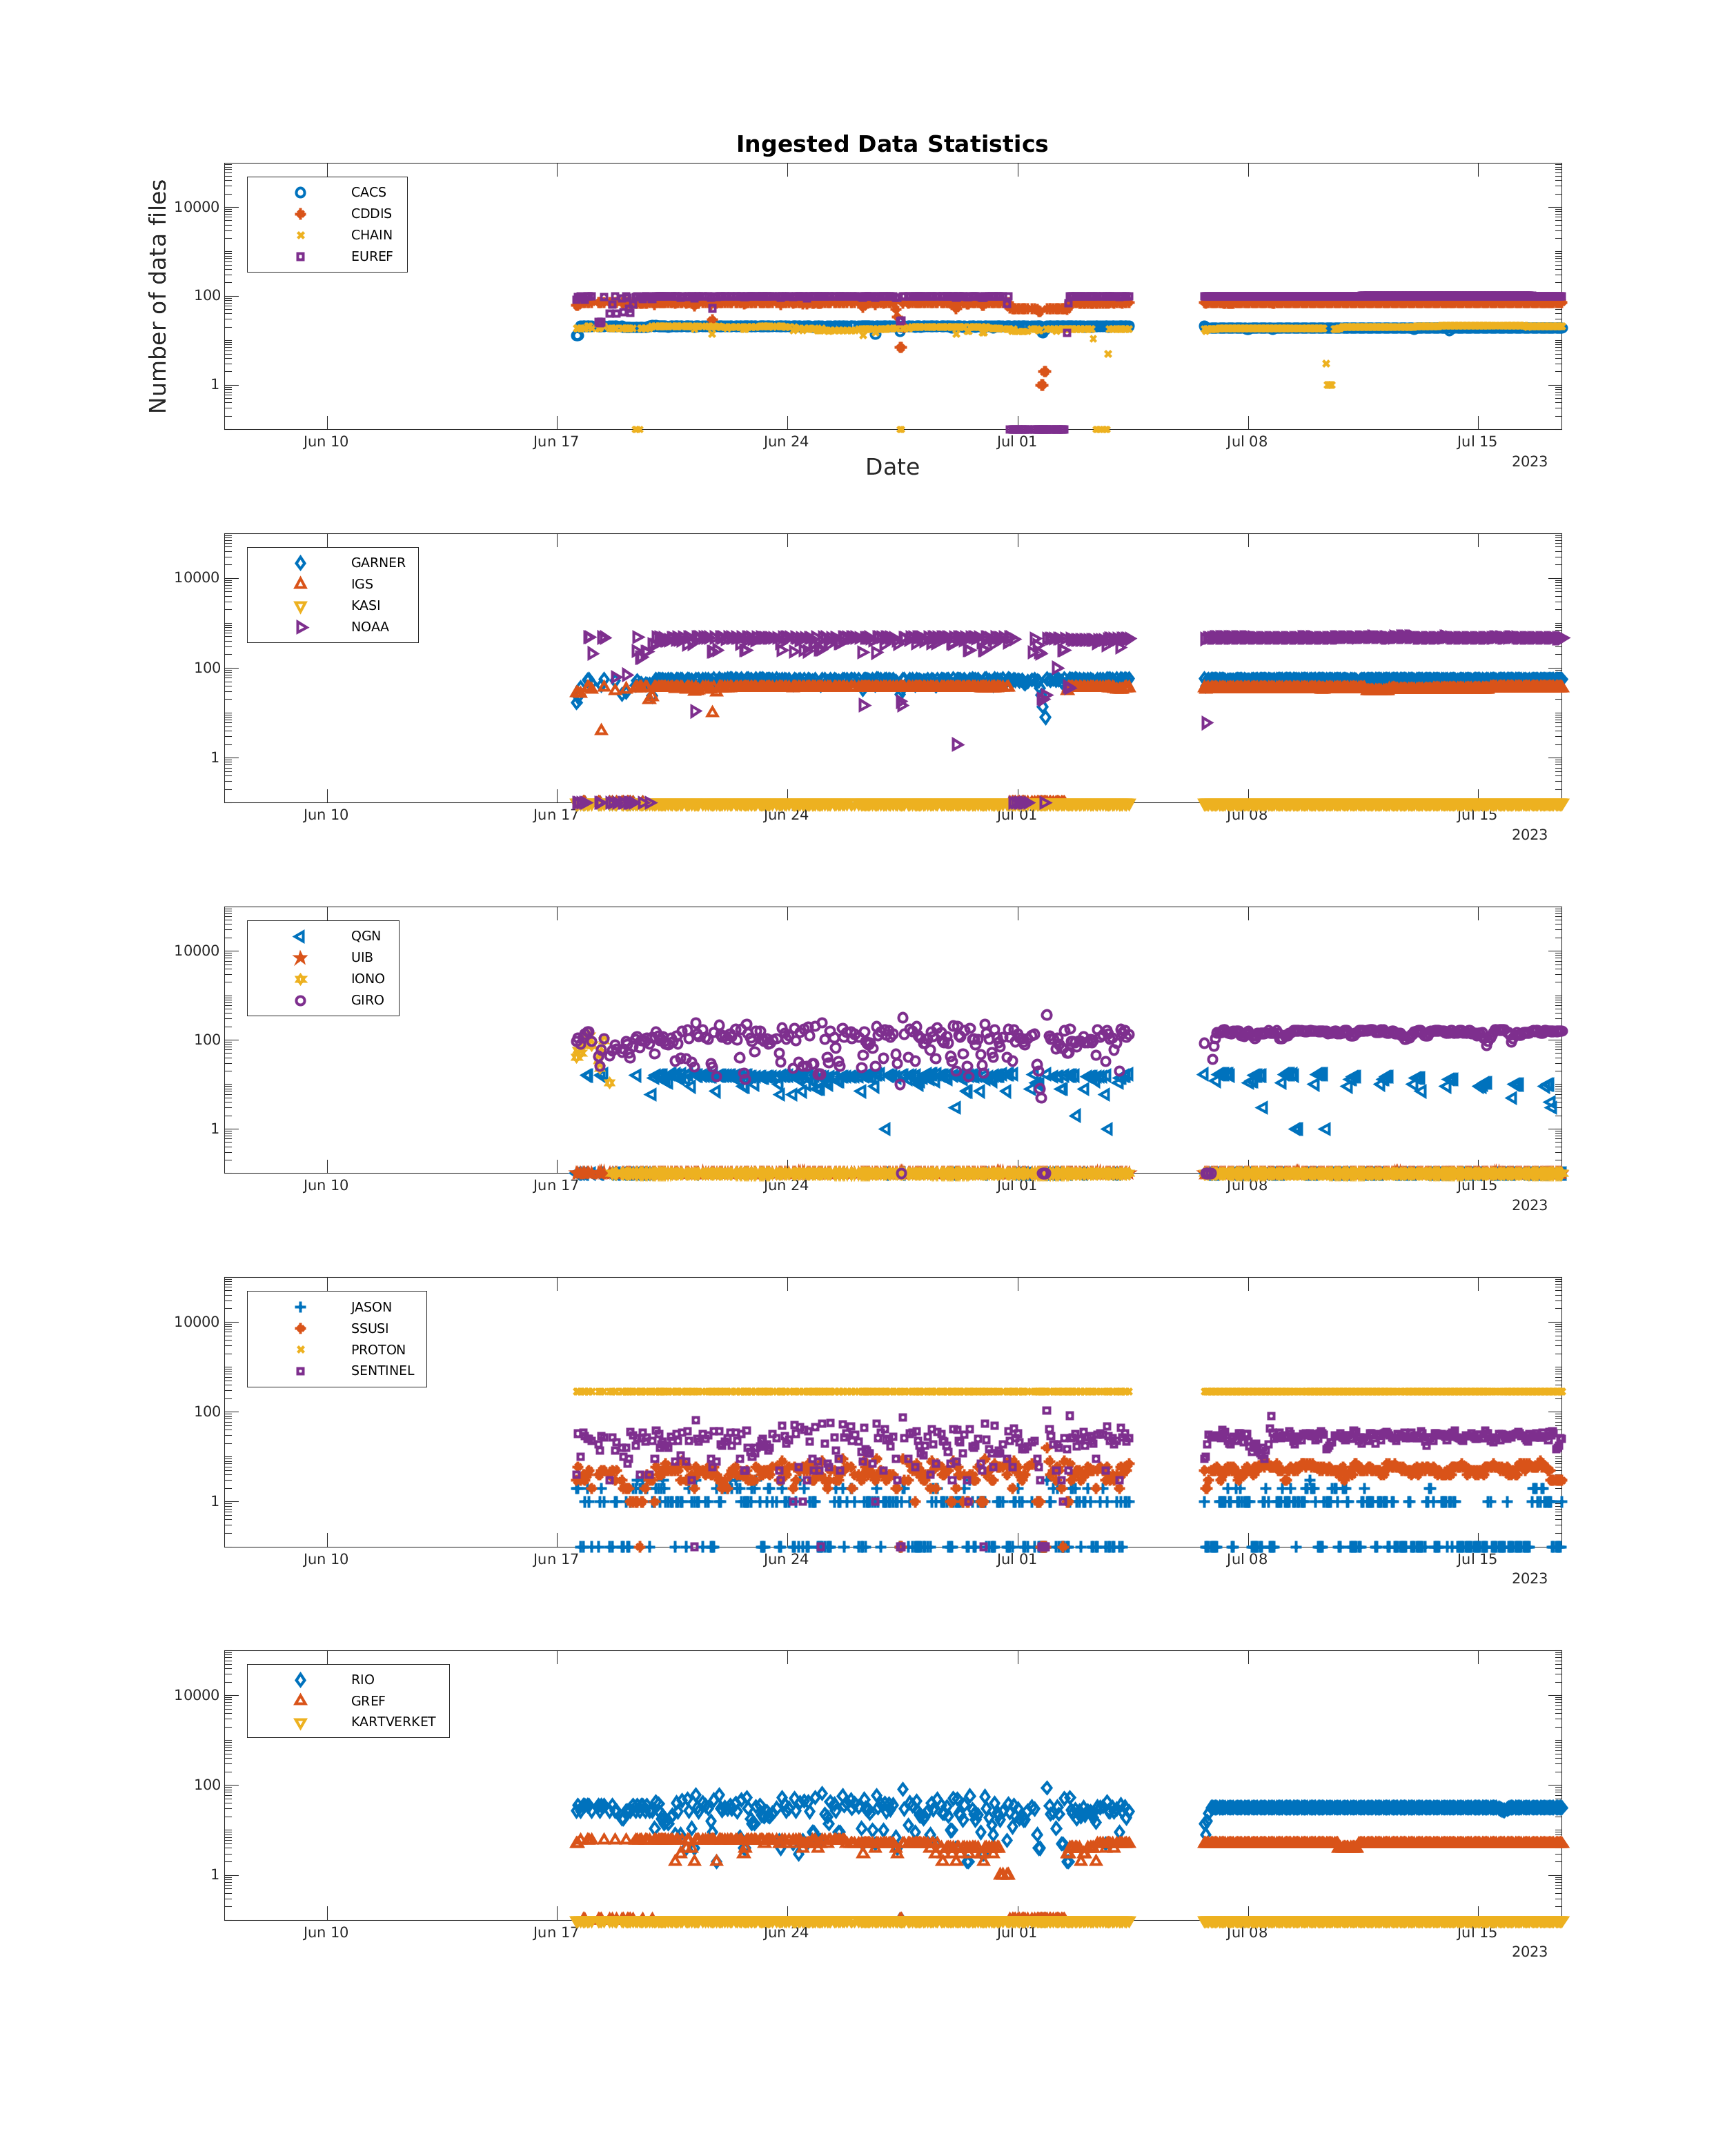 Ingested Data Statistics
Number of data files
CACS
CDDIS
CHAIN
EUREF
10000
100
1
Jun 10 Jun 17 Jun 24 Jul 01 Jul 08 Jul 15
2023
Date
GARNER
IGS
KASI
NOAA
10000
100
1
Jun 10 Jun 17 Jun 24 Jul 01 Jul 08 Jul 15
2023
QGN
UIB
IONO
GIRO
10000
100
1
Jun 10 Jun 17 Jun 24 Jul 01 Jul 08 Jul 15
2023
JASON
SSUSI
PROTON
SENTINEL
10000
100
1
Jun 10 Jun 17 Jun 24 Jul 01 Jul 08 Jul 15
2023
RIO
GREF
KARTVERKET
10000
100
1
Jun 10 Jun 17 Jun 24 Jul 01 Jul 08 Jul 15
2023